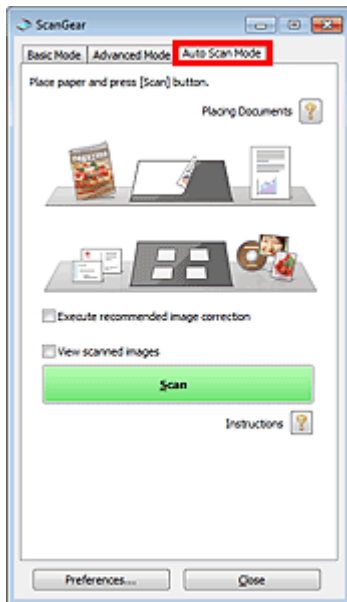 ScanGear
Basic Mode Advanced Mode Auto Scan Mode
Place paper and press [Scan] button.
Placing Documents ?
magazine
Execute recommended image correction
View scanned images
Scan
Instructions ?
Preferences... Close